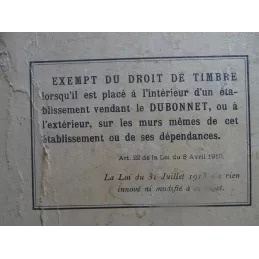 EXEMPT DU DROIT DE TIMBRE
lorsqu'il est placé à l'intérieur d'un éta-
blissement vendant le DUBONNET, ou à
l'extérieur, sur les murs mêmes de cet
établissement ou de ses dépendances.
Art. 22 de la Loi du 8 Avril 1910.
La Loi du 31 Juillet 1913 rien
innové ni modifié à